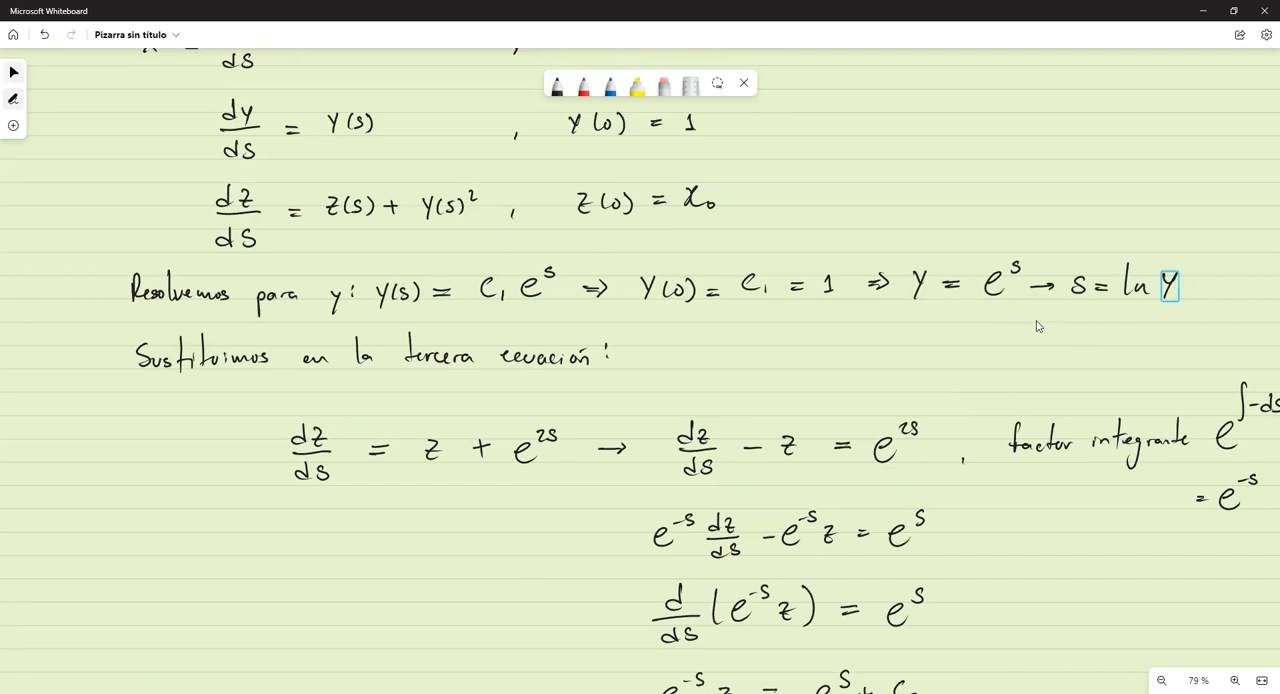 Microsoft Whiteboard
Pizarra sin título
dS
dy/dS = Y(s) , Y(0) = 1
dz/dS = Z(s) + Y(s)² , Z(0) = x₀
Resolvemos para y: Y(s) = C₁ e^s ⇒ Y(0) = C₁ = 1 ⇒ Y = e^s → S = ln Y
Sustituimos en la tercera ecuación:
dz/ds = z + e^2s → dz/ds − z = e^2s , factor integrante e^∫−ds
= e^−s
e^−s dz/ds − e^−s z = e^s
d/ds (e^−s z) = e^s
e^−s z = e^s + C
79 %